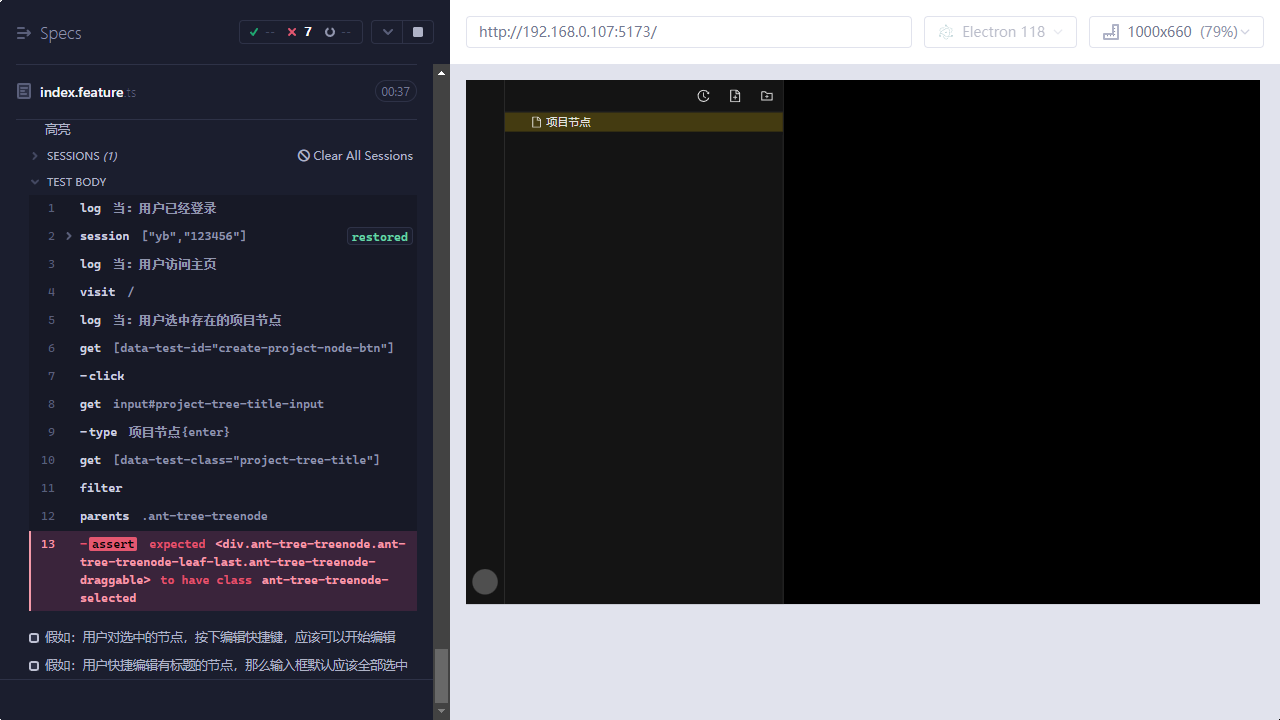 Specs
-- 7 --
http://192.168.0.107:5173/
Electron 118
1000x660 (79%)
index.feature.ts
00:37
高亮
SESSIONS (1)
Clear All Sessions
TEST BODY
1 log 当: 用户已经登录
2 session ["yb","123456"] restored
3 log 当: 用户访问主页
4 visit /
5 log 当: 用户选中存在的项目节点
6 get [data-test-id="create-project-node-btn"]
7 -click
8 get input#project-tree-title-input
9 -type 项目节点{enter}
10 get [data-test-class="project-tree-title"]
11 filter
12 parents .ant-tree-treenode
13 -assert expected <div.ant-tree-treenode.ant-
tree-treenode-leaf-last.ant-tree-treenode-
draggable> to have class ant-tree-treenode-
selected
假如: 用户对选中的节点，按下编辑快捷键，应该可以开始编辑
假如: 用户快捷编辑有标题的节点，那么输入框默认应该全部选中
项目节点